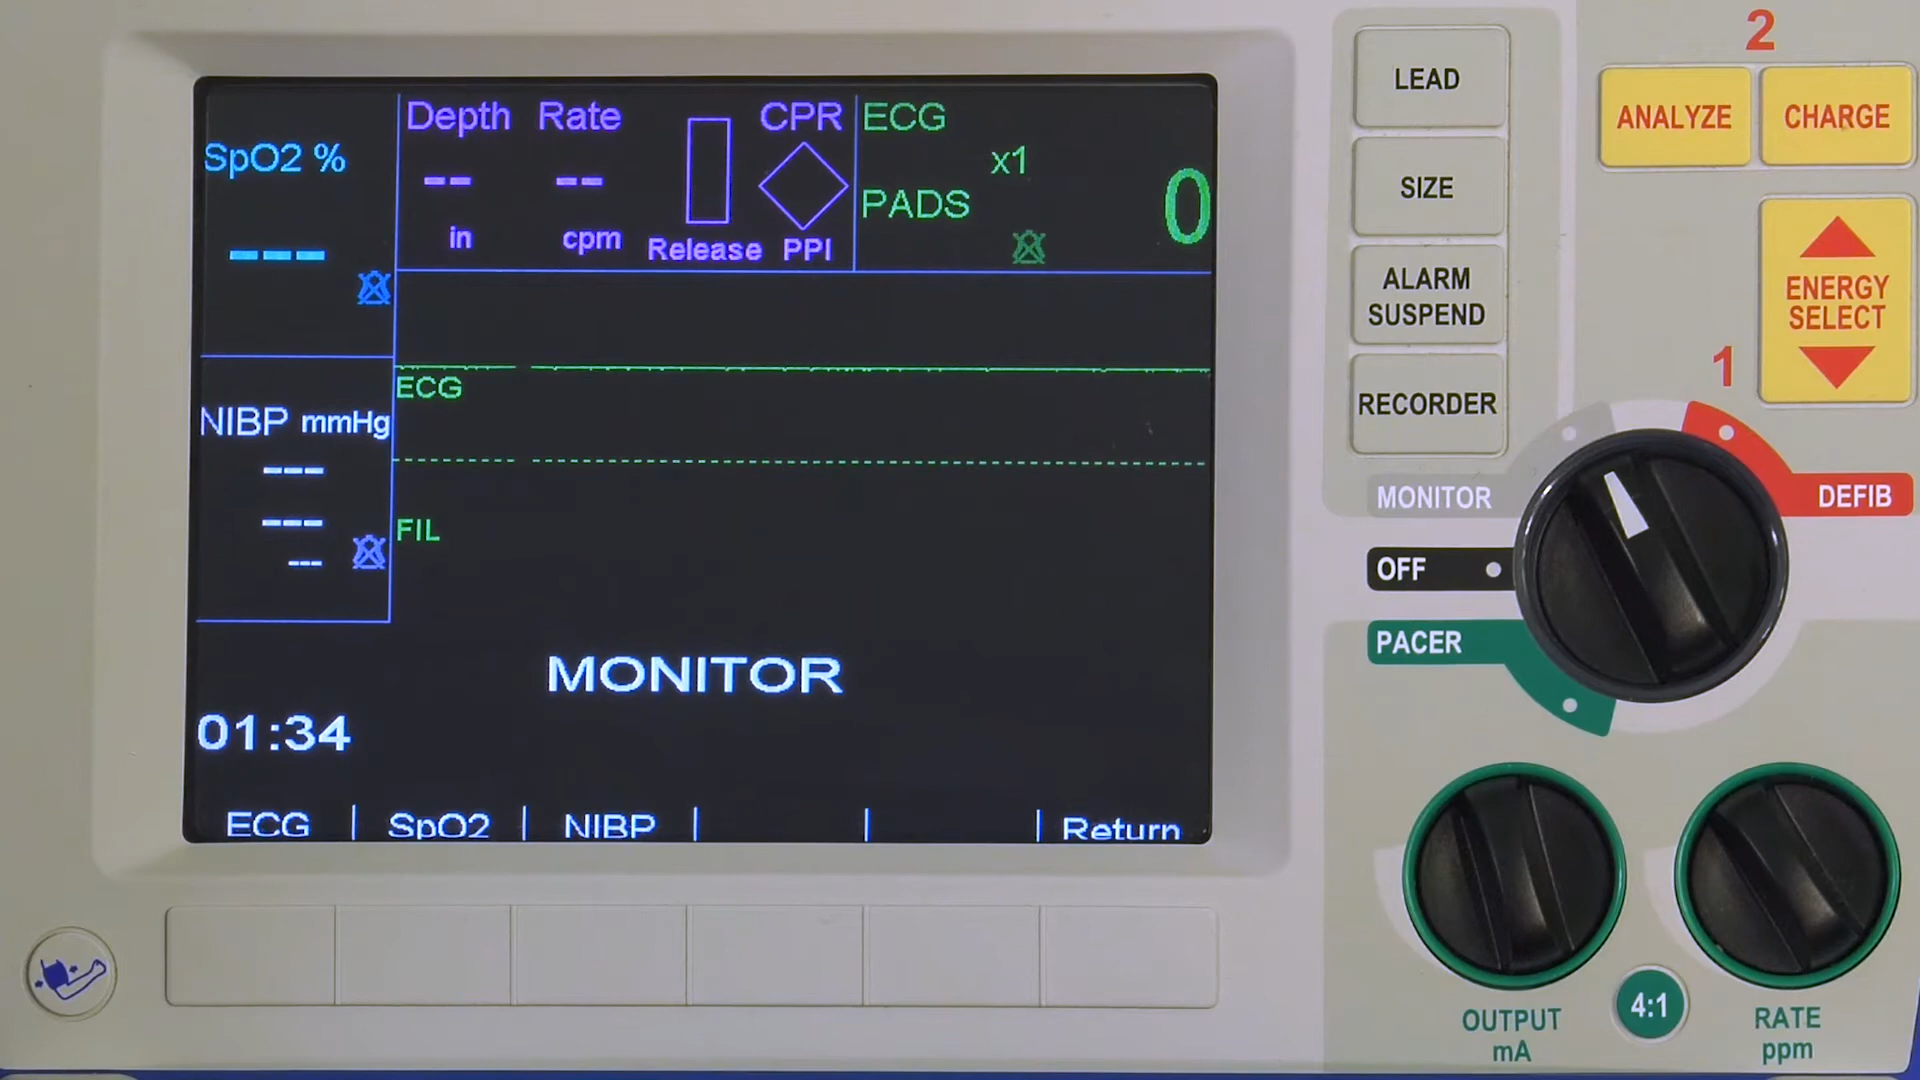 SpO2 %
---
Depth Rate CPR
-- --
in cpm Release PPI
ECG
x1
PADS
0
NIBP mmHg
---
---
---
ECG
FIL
MONITOR
01:34
ECG SpO2 NIBP Return
LEAD
SIZE
ALARM
SUSPEND
RECORDER
2
ANALYZE CHARGE
ENERGY
SELECT
1
MONITOR
DEFIB
OFF
PACER
OUTPUT
mA
4:1
RATE
ppm